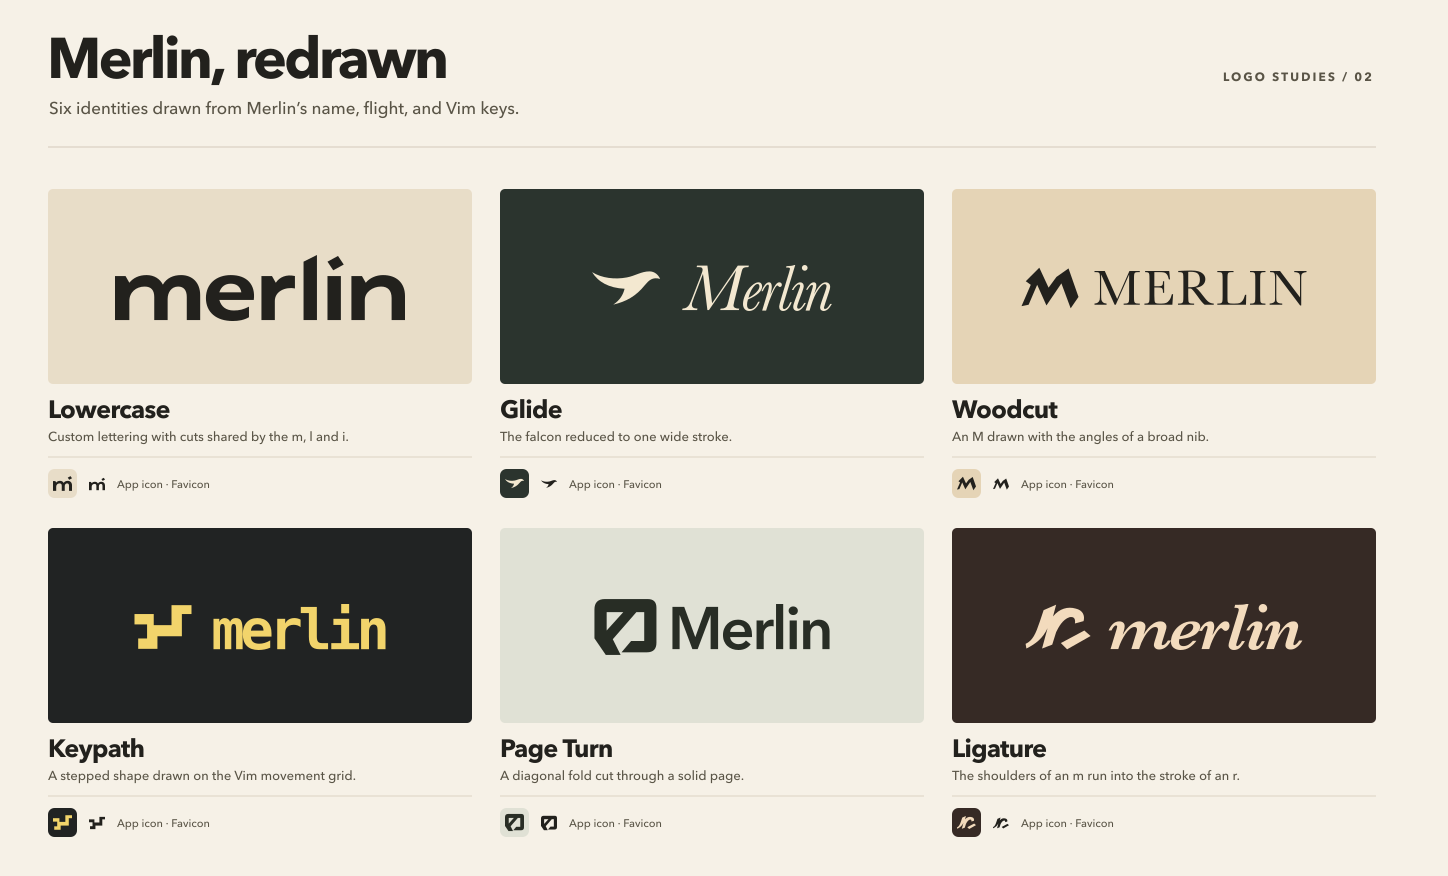 Merlin, redrawn
LOGO STUDIES / 02
Six identities drawn from Merlin’s name, flight, and Vim keys.
merlin
Merlin
MERLIN
Lowercase
Custom lettering with cuts shared by the m, l and i.
App icon · Favicon
Glide
The falcon reduced to one wide stroke.
App icon · Favicon
Woodcut
An M drawn with the angles of a broad nib.
App icon · Favicon
merlin
Merlin
merlin
Keypath
A stepped shape drawn on the Vim movement grid.
App icon · Favicon
Page Turn
A diagonal fold cut through a solid page.
App icon · Favicon
Ligature
The shoulders of an m run into the stroke of an r.
App icon · Favicon